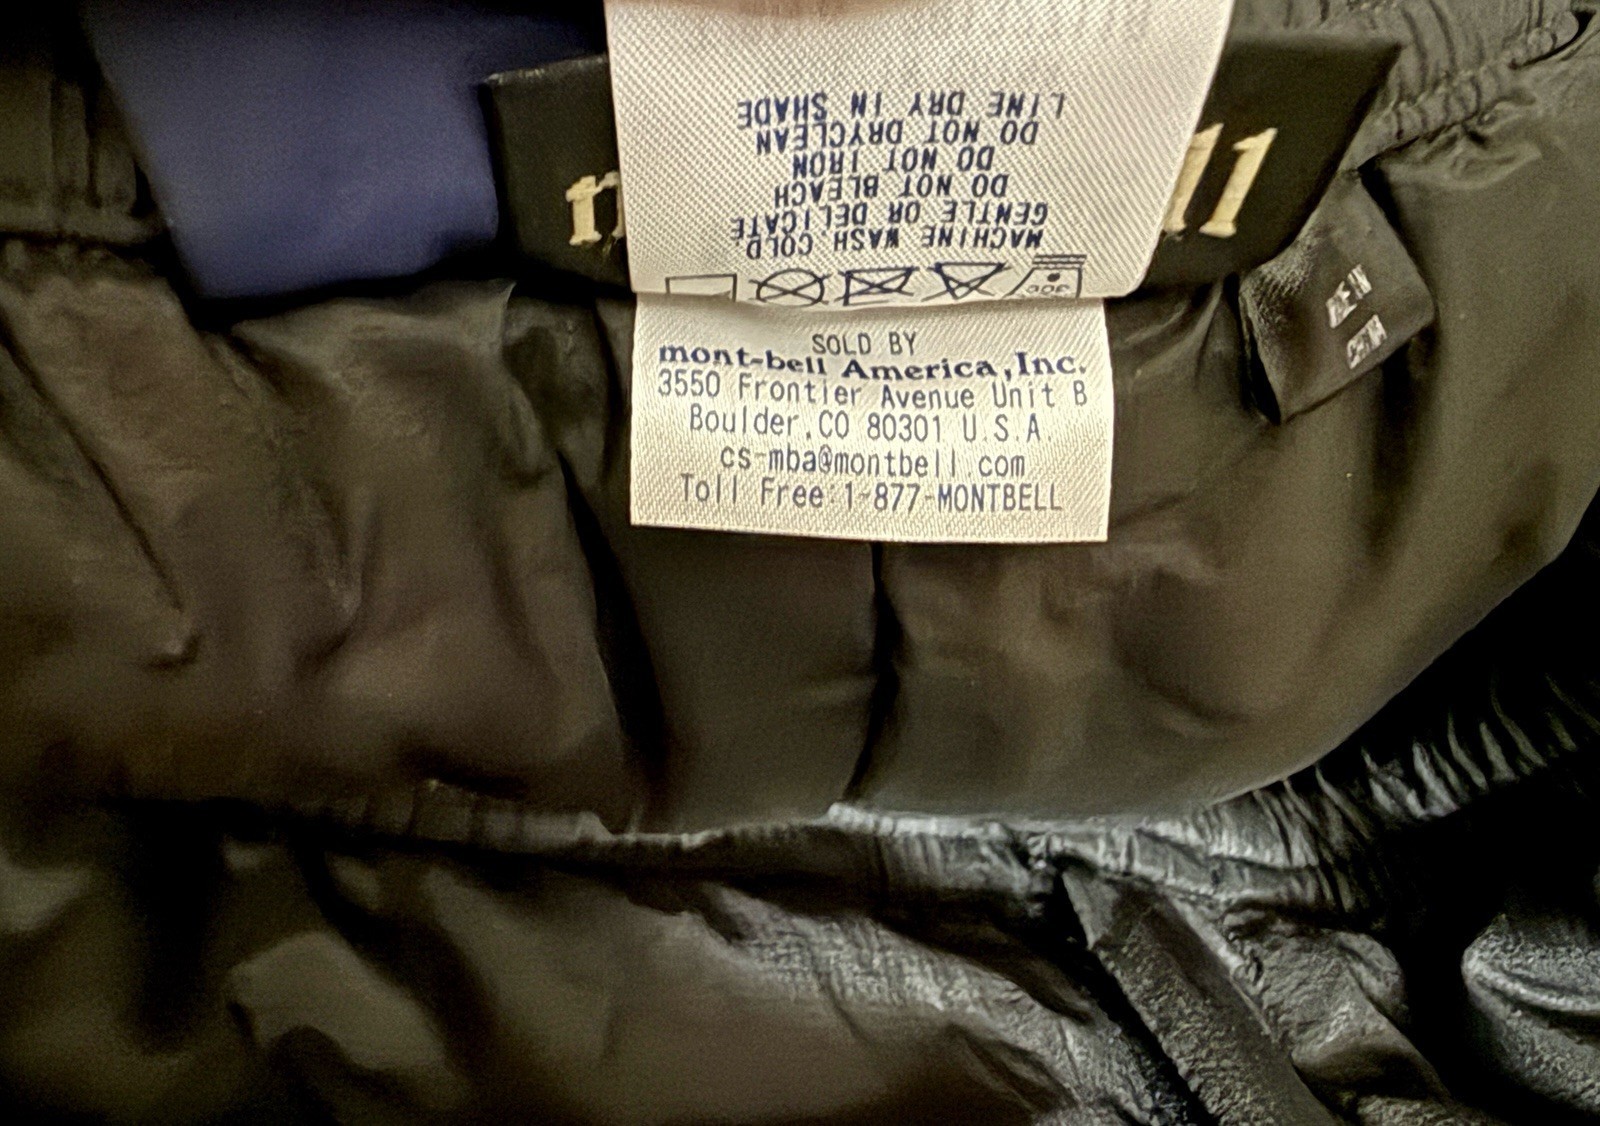 MACHINE WASH COLD
GENTLE OR DELICATE
DO NOT BLEACH
DO NOT IRON
DO NOT DRYCLEAN
LINE DRY IN SHADE
SOLD BY
mont-bell America,Inc.
3550 Frontier Avenue Unit B
Boulder,CO 80301 U.S.A.
cs-mba@montbell.com
Toll Free:1-877-MONTBELL